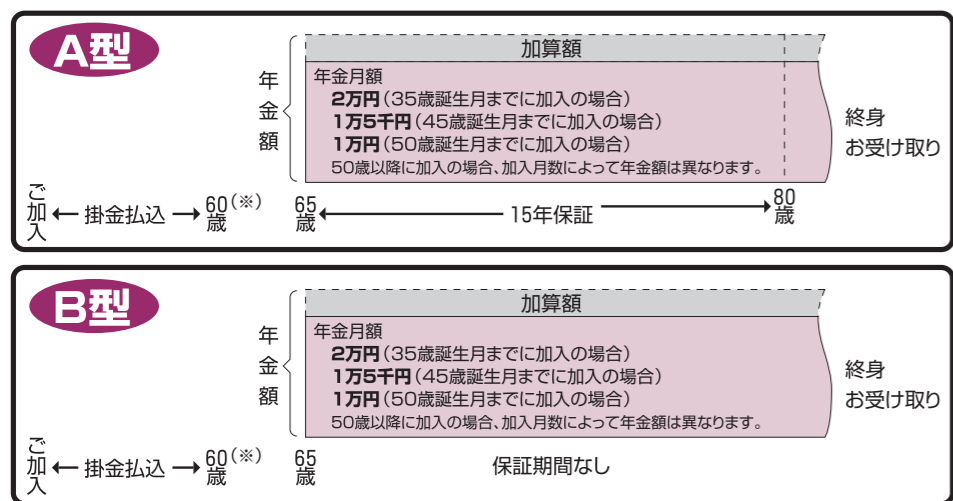 A型
加算額
年金額
年金月額
2万円(35歳誕生月までに加入の場合)
1万5千円(45歳誕生月までに加入の場合)
1万円(50歳誕生月までに加入の場合)
50歳以降に加入の場合、加入月数によって年金額は異なります。
終身
お受け取り
ご加入 ← 掛金払込 → 60歳(※) 65歳 ← 15年保証 → 80歳
B型
加算額
年金額
年金月額
2万円(35歳誕生月までに加入の場合)
1万5千円(45歳誕生月までに加入の場合)
1万円(50歳誕生月までに加入の場合)
50歳以降に加入の場合、加入月数によって年金額は異なります。
終身
お受け取り
ご加入 ← 掛金払込 → 60歳(※) 65歳 保証期間なし